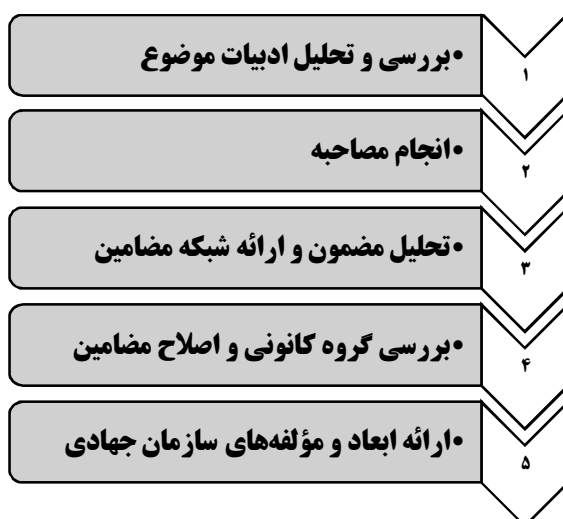 ۱
•بررسی و تحلیل ادبیات موضوع
۲
•انجام مصاحبه
۳
•تحلیل مضمون و ارائه شبکه مضامین
۴
•بررسی گروه کانونی و اصلاح مضامین
۵
•ارائه ابعاد و مؤلفه‌های سازمان جهادی